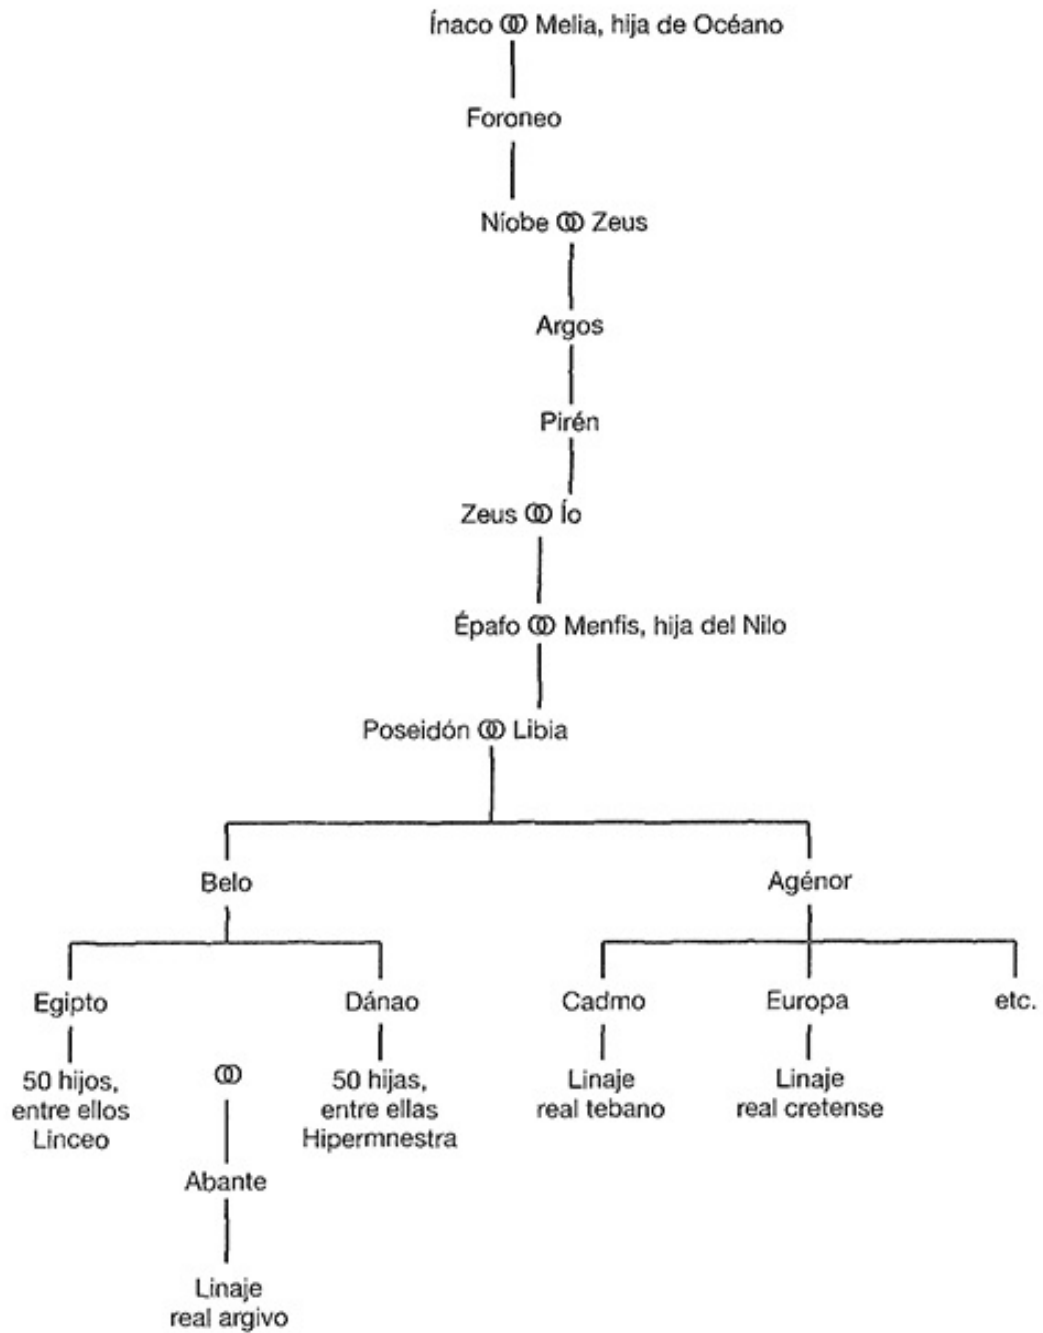 Ínaco ⚭ Melia, hija de Océano
Foroneo
Níobe ⚭ Zeus
Argos
Pirén
Zeus ⚭ Ío
Épafo ⚭ Menfis, hija del Nilo
Poseidón ⚭ Libia
Belo
Agénor
Egipto
Dánao
Cadmo
Europa
etc.
50 hijos,
entre ellos
Linceo
⚭
50 hijas,
entre ellas
Hipermnestra
Linaje
real tebano
Linaje
real cretense
Abante
Linaje
real argivo